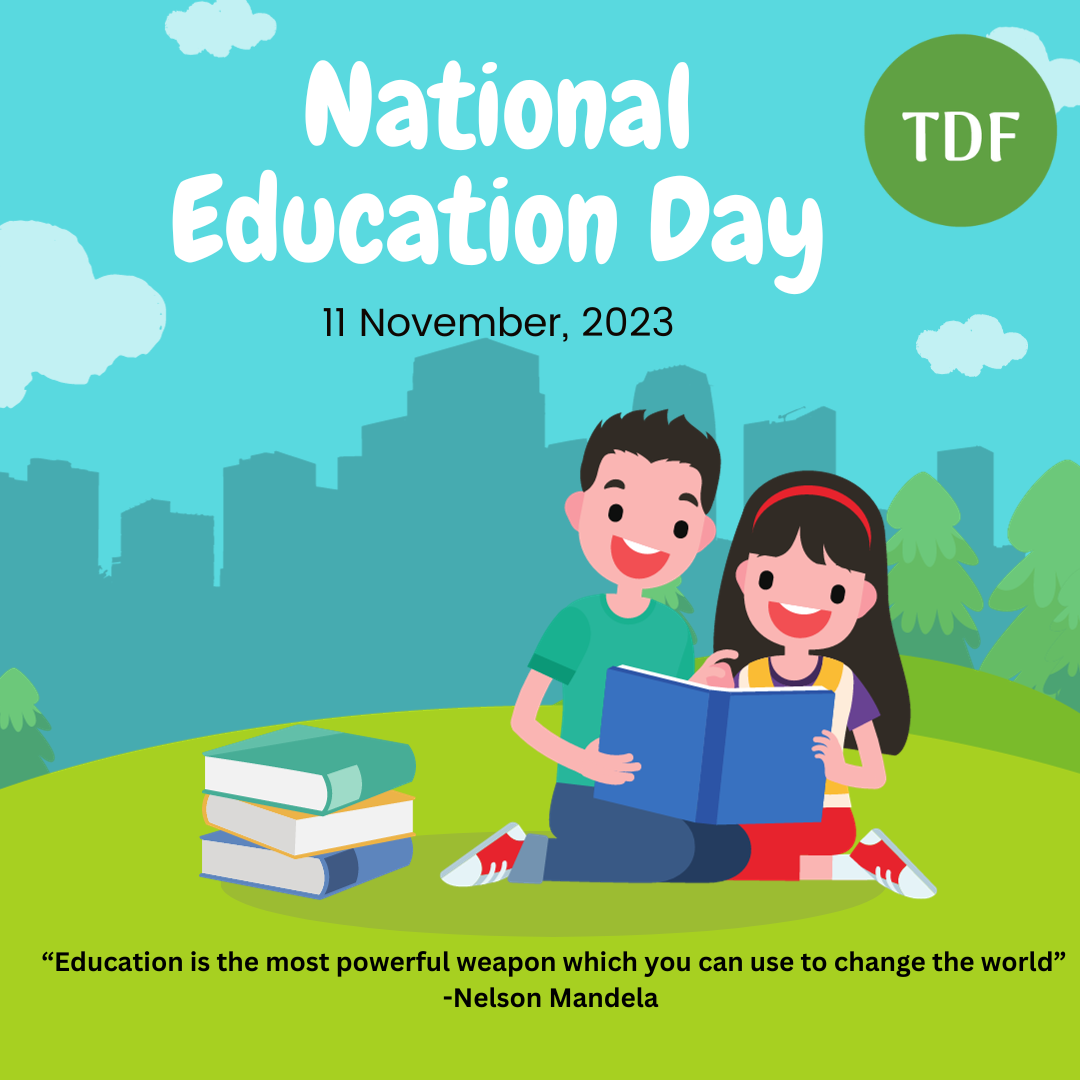 National
Education Day
TDF
11 November, 2023
“Education is the most powerful weapon which you can use to change the world”
-Nelson Mandela